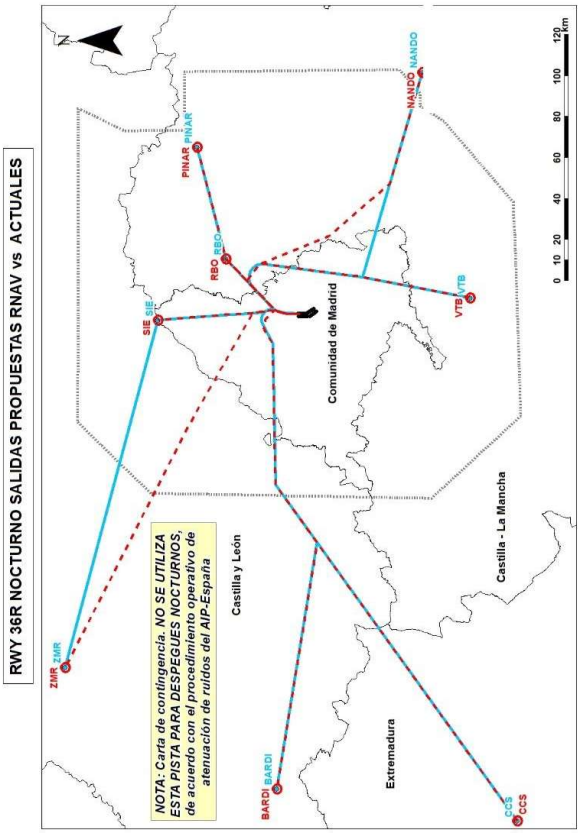 RWY 36R NOCTURNO SALIDAS PROPUESTAS RNAV vs ACTUALES
N
ZMR ZMR
SIE SIE
PINAR PINAR
RBO RBO
NANDO NANDO
VTB VTB
BARDI BARDI
CCS
CCS
NOTA: Carta de contingencia. NO SE UTILIZA
ESTA PISTA PARA DESPEGUES NOCTURNOS,
de acuerdo con el procedimiento operativo de
atenuación de ruidos del AIP-España
Castilla y León
Comunidad de Madrid
Castilla - La Mancha
Extremadura
0 10 20 40 60 80 100 120
km